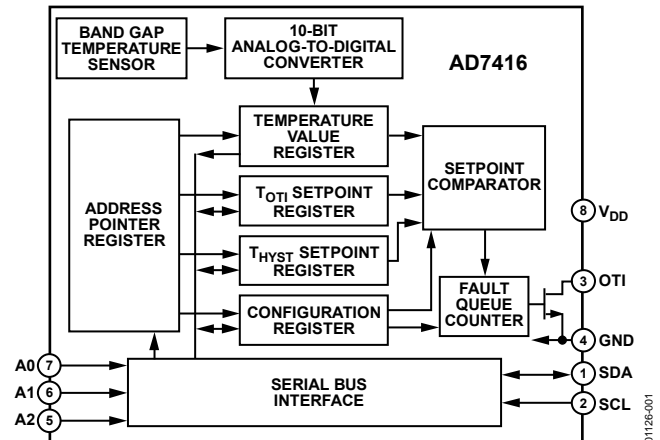 BAND GAP
TEMPERATURE
SENSOR
10-BIT
ANALOG-TO-DIGITAL
CONVERTER
AD7416
ADDRESS
POINTER
REGISTER
TEMPERATURE
VALUE
REGISTER
TOTI SETPOINT
REGISTER
THYST SETPOINT
REGISTER
CONFIGURATION
REGISTER
SETPOINT
COMPARATOR
FAULT
QUEUE
COUNTER
SERIAL BUS
INTERFACE
8 VDD
3 OTI
4 GND
1 SDA
2 SCL
A0 7
A1 6
A2 5
01126-001